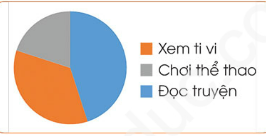 Xem ti vi
Chơi thể thao
Đọc truyện